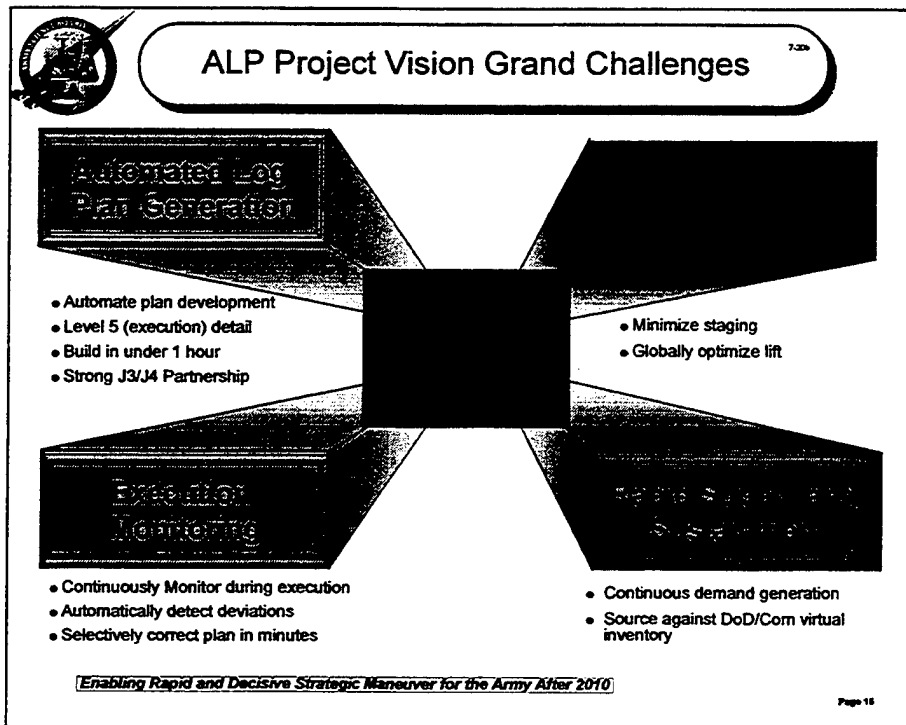 7-20b
ALP Project Vision Grand Challenges
Automated Log
Plan Generation
• Automate plan development
• Level 5 (execution) detail
• Build in under 1 hour
• Strong J3/J4 Partnership
• Minimize staging
• Globally optimize lift
Execution
Monitoring
• Continuously Monitor during execution
• Automatically detect deviations
• Selectively correct plan in minutes
• Continuous demand generation
• Source against DoD/Com virtual
inventory
Enabling Rapid and Decisive Strategic Maneuver for the Army After 2010